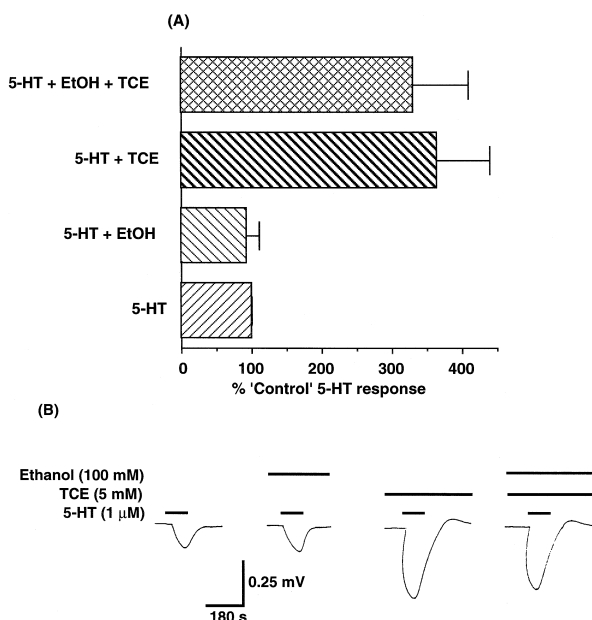 (A)
5-HT + EtOH + TCE
5-HT + TCE
5-HT + EtOH
5-HT
0 100 200 300 400
% 'Control' 5-HT response
(B)
Ethanol (100 mM)
TCE (5 mM)
5-HT (1 μM)
0.25 mV
180 s